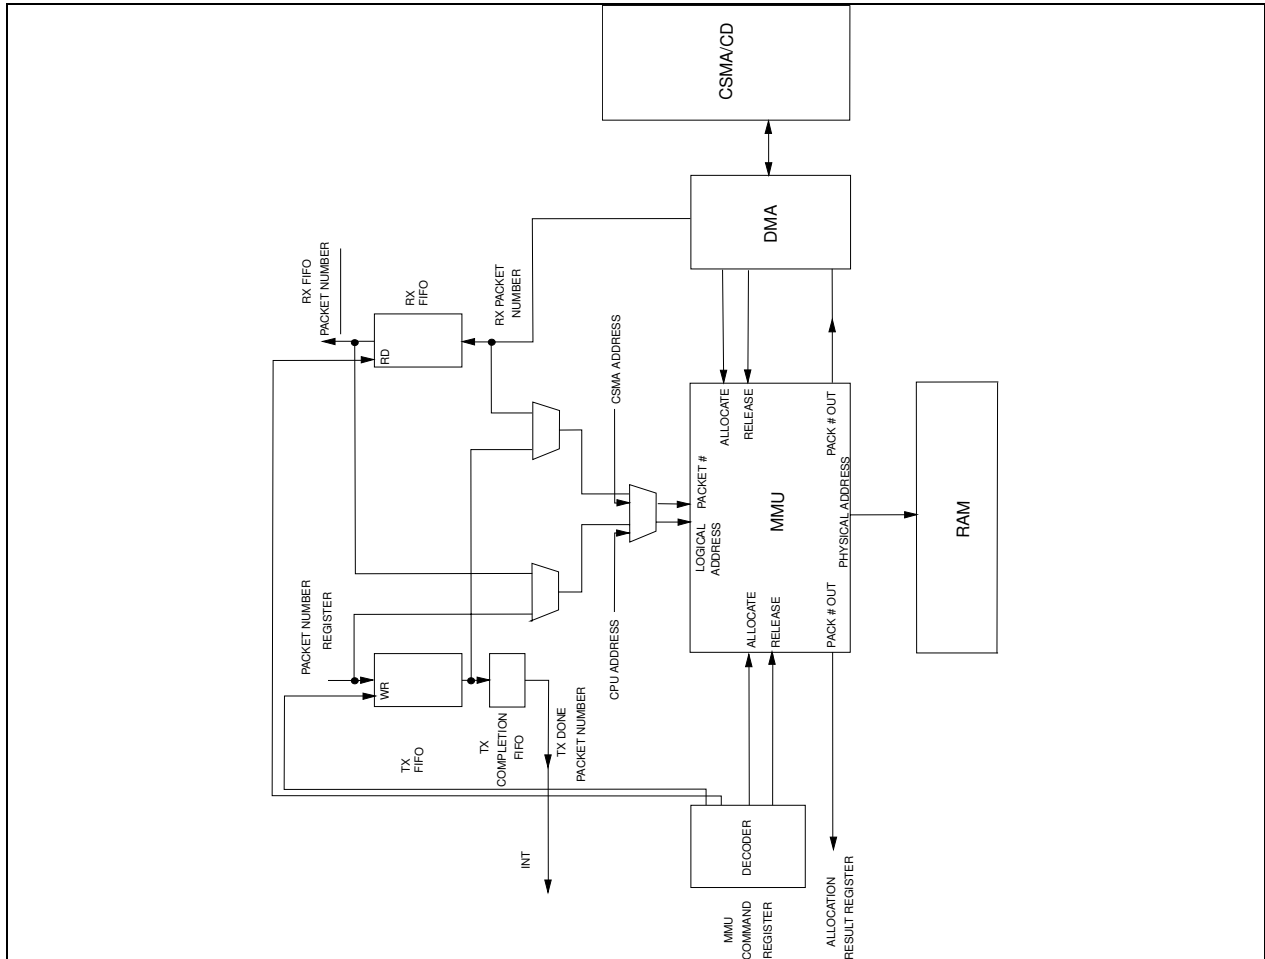 CSMA/CD
DMA
RX FIFO
PACKET NUMBER
RX
FIFO
RX PACKET
NUMBER
RD
CSMA ADDRESS
ALLOCATE
RELEASE
PACK # OUT
PACKET #
LOGICAL
ADDRESS
MMU
PHYSICAL ADDRESS
RAM
PACKET NUMBER
REGISTER
CPU ADDRESS
ALLOCATE
RELEASE
PACK # OUT
WR
TX
FIFO
TX
COMPLETION
FIFO
TX DONE
PACKET NUMBER
INT
DECODER
MMU
COMMAND
REGISTER
ALLOCATION
RESULT REGISTER